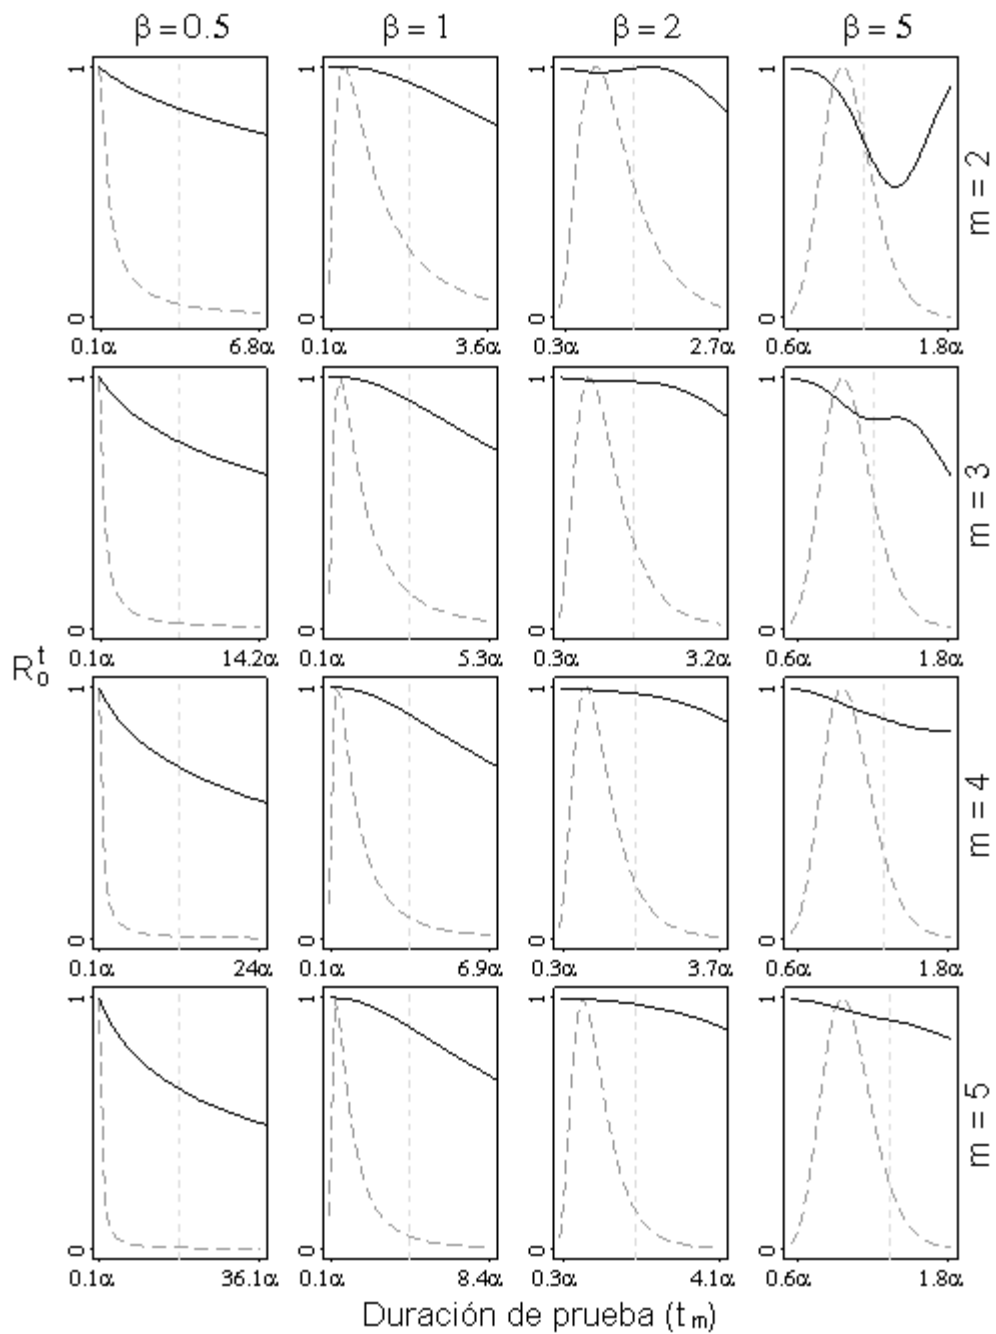 β = 0.5 β = 1 β = 2 β = 5
1 1 1 1
m = 2
0 0 0 0
0.1α 6.8α 0.1α 3.6α 0.3α 2.7α 0.6α 1.8α
1 1 1 1
m = 3
0 0 0 0
0.1α 14.2α 0.1α 5.3α 0.3α 3.2α 0.6α 1.8α
R_o^t
1 1 1 1
m = 4
0 0 0 0
0.1α 24α 0.1α 6.9α 0.3α 3.7α 0.6α 1.8α
1 1 1 1
m = 5
0 0 0 0
0.1α 36.1α 0.1α 8.4α 0.3α 4.1α 0.6α 1.8α
Duración de prueba (t_m)